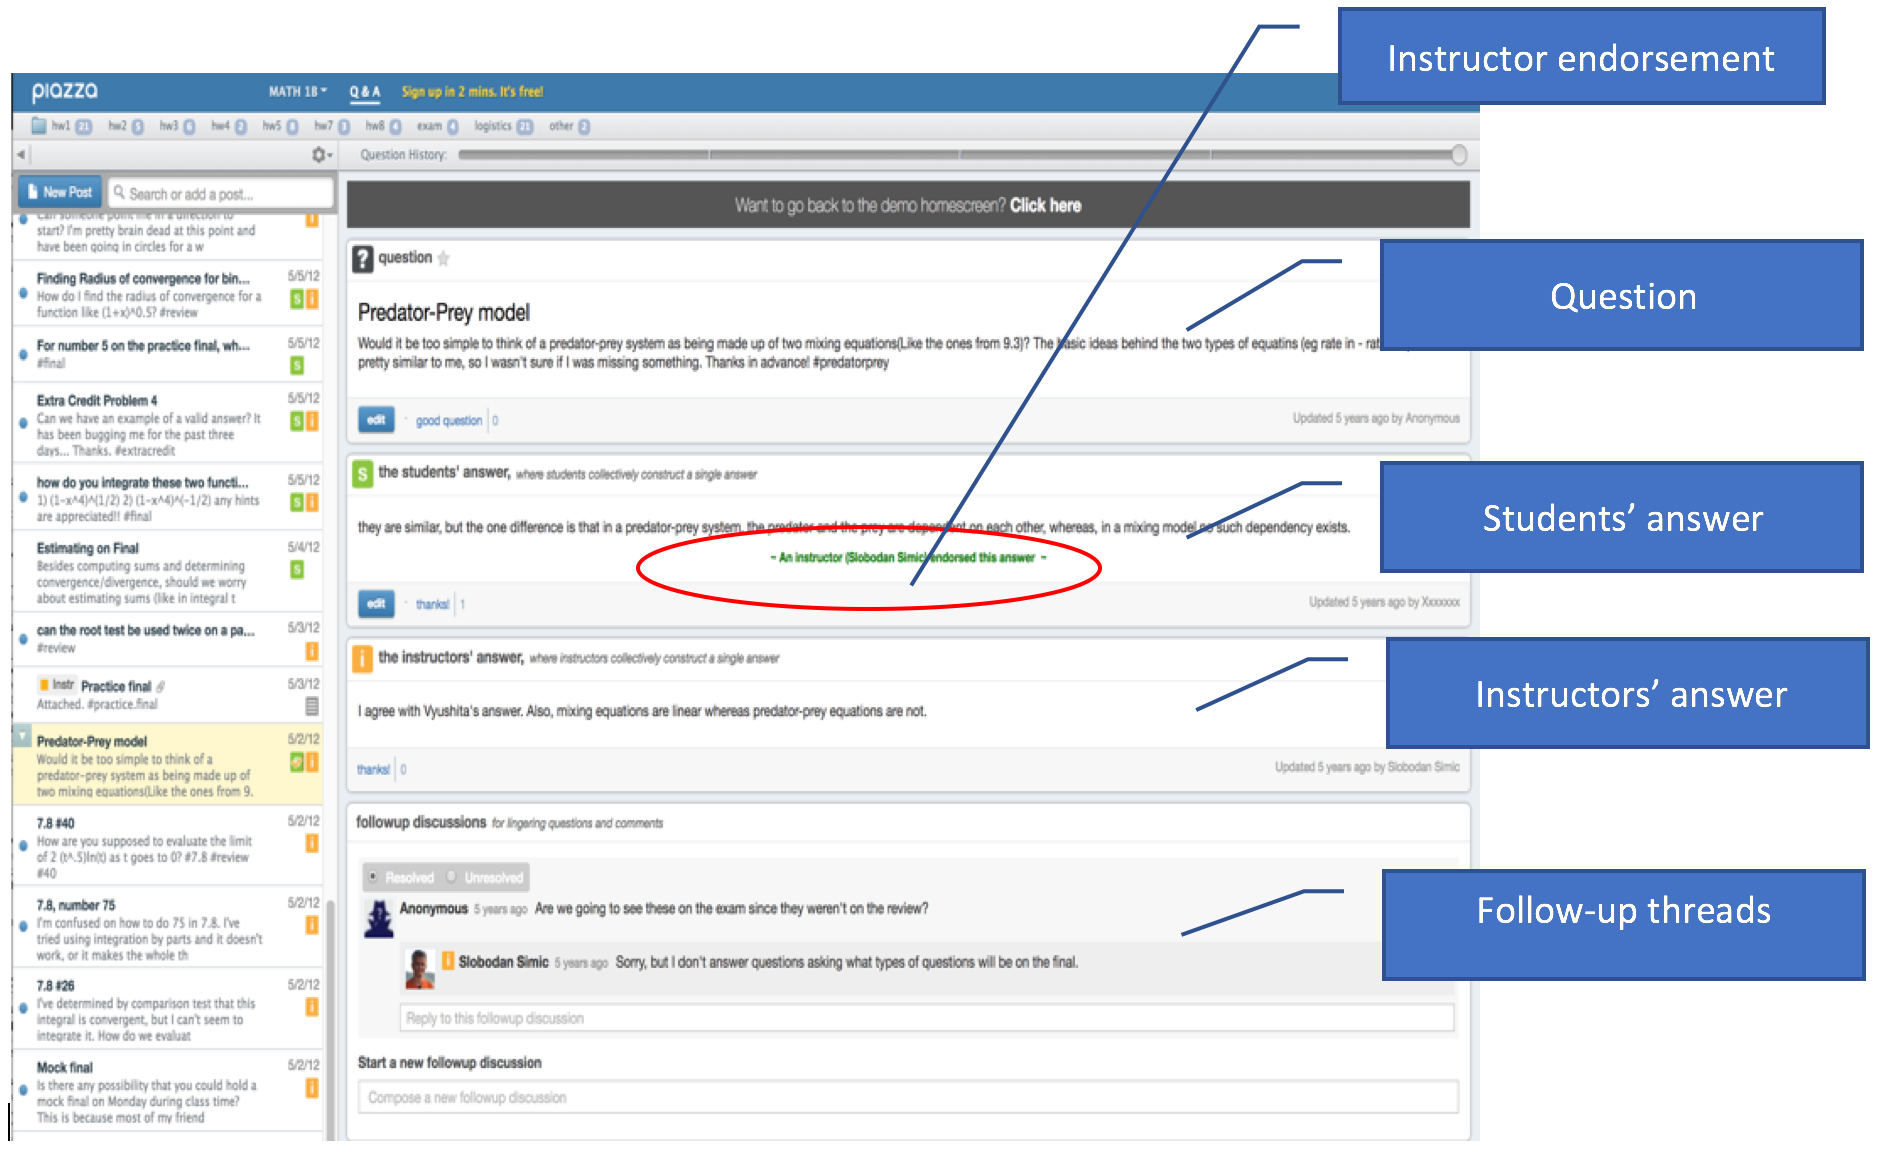 Instructor endorsement
piazza
MATH 1B
Q & A
Sign up in 2 mins. It's free!
hw1 21 hw2 5 hw3 hw4 2 hw5 hw7 3 hw8 4 exam 4 logistics 21 other 2
Question History:
New Post
Search or add a post...
Can someone point me in a direction to
start? I'm pretty brain dead at this point and
have been going in circles for a w
Finding Radius of convergence for bin... 5/5/12
How do I find the radius of convergence for a
function like (1+x)^0.5? #review
S i
For number 5 on the practice final, wh... 5/5/12
#final
S
Extra Credit Problem 4 5/5/12
Can we have an example of a valid answer? It
has been bugging me for the past three
days... Thanks. #extracredit
S i
how do you integrate these two functi... 5/5/12
1) (1-x^4)^(1/2) 2) (1-x^4)^(-1/2) any hints
are appreciated!! #final
S i
Estimating on Final 5/4/12
Besides computing sums and determining
convergence/divergence, should we worry
about estimating sums (like in integral t
S
can the root test be used twice on a pa... 5/3/12
#review
i
Instr Practice final 5/3/12
Attached. #practice.final
Predator-Prey model 5/2/12
Would it be too simple to think of a
predator-prey system as being made up of
two mixing equations(Like the ones from 9.
i
7.8 #40 5/2/12
How are you supposed to evaluate the limit
of 2 (t^.5)ln(t) as t goes to 0? #7.8 #review
#40
i
7.8, number 75 5/2/12
I'm confused on how to do 75 in 7.8. I've
tried using integration by parts and it doesn't
work, or it makes the whole th
i
7.8 #26 5/2/12
I've determined by comparison test that this
integral is convergent, but I can't seem to
integrate it. How do we evaluat
i
Mock final 5/2/12
Is there any possibility that you could hold a
mock final on Monday during class time?
This is because most of my friend
i
Want to go back to the demo homescreen? Click here
? question
Predator-Prey model
Would it be too simple to think of a predator-prey system as being made up of two mixing equations(Like the ones from 9.3)? The basic ideas behind the two types of equatins (eg rate in - rat
pretty similar to me, so I wasn't sure if I was missing something. Thanks in advance! #predatorprey
edit · good question 0
Updated 5 years ago by Anonymous
Question
S the students' answer, where students collectively construct a single answer
they are similar, but the one difference is that in a predator-prey system, the predator and the prey are dependent on each other, whereas, in a mixing model no such dependency exists.
~ An instructor (Slobodan Simic) endorsed this answer ~
edit · thanks! 1
Updated 5 years ago by Xxxxxxx
Students' answer
i the instructors' answer, where instructors collectively construct a single answer
I agree with Vyushita's answer. Also, mixing equations are linear whereas predator-prey equations are not.
thanks! 0
Updated 5 years ago by Slobodan Simic
Instructors' answer
followup discussions for lingering questions and comments
Resolved Unresolved
Anonymous 5 years ago Are we going to see these on the exam since they weren't on the review?
i Slobodan Simic 5 years ago Sorry, but I don't answer questions asking what types of questions will be on the final.
Reply to this followup discussion
Start a new followup discussion
Compose a new followup discussion
Follow-up threads